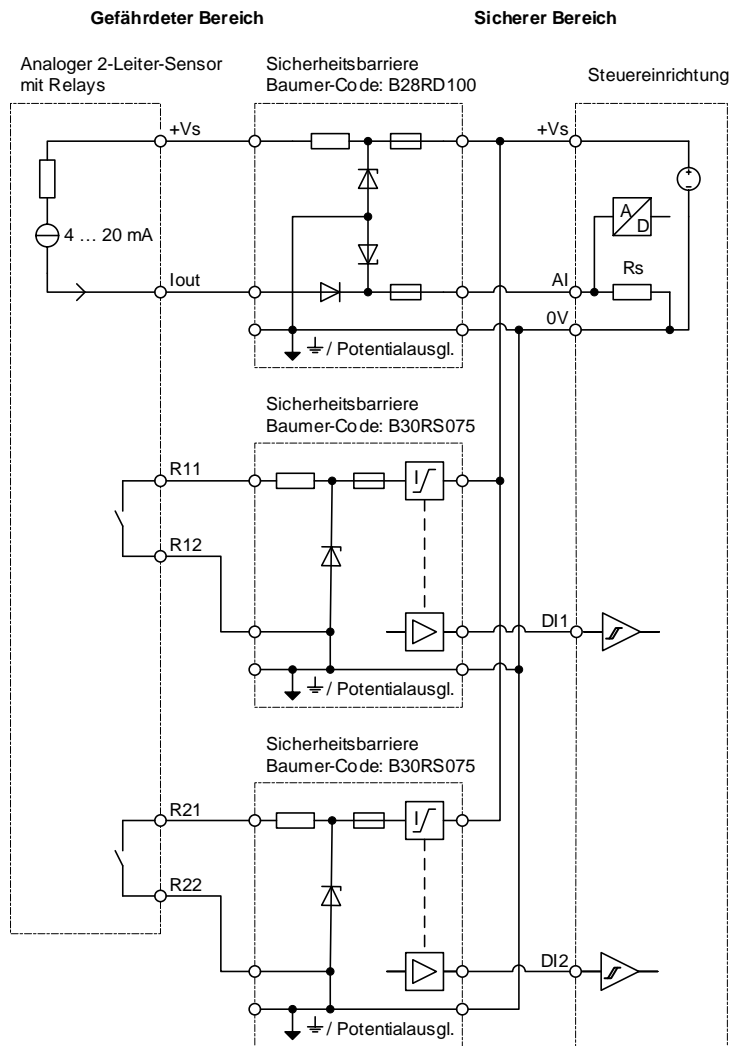 Gefährdeter Bereich
Sicherer Bereich
Analoger 2-Leiter-Sensor
mit Relays
Sicherheitsbarriere
Baumer-Code: B28RD100
Steuereinrichtung
+Vs
+Vs
4 … 20 mA
A
D
Rs
Iout
AI
0V
/ Potentialausgl.
Sicherheitsbarriere
Baumer-Code: B30RS075
R11
R12
DI1
/ Potentialausgl.
Sicherheitsbarriere
Baumer-Code: B30RS075
R21
R22
DI2
/ Potentialausgl.